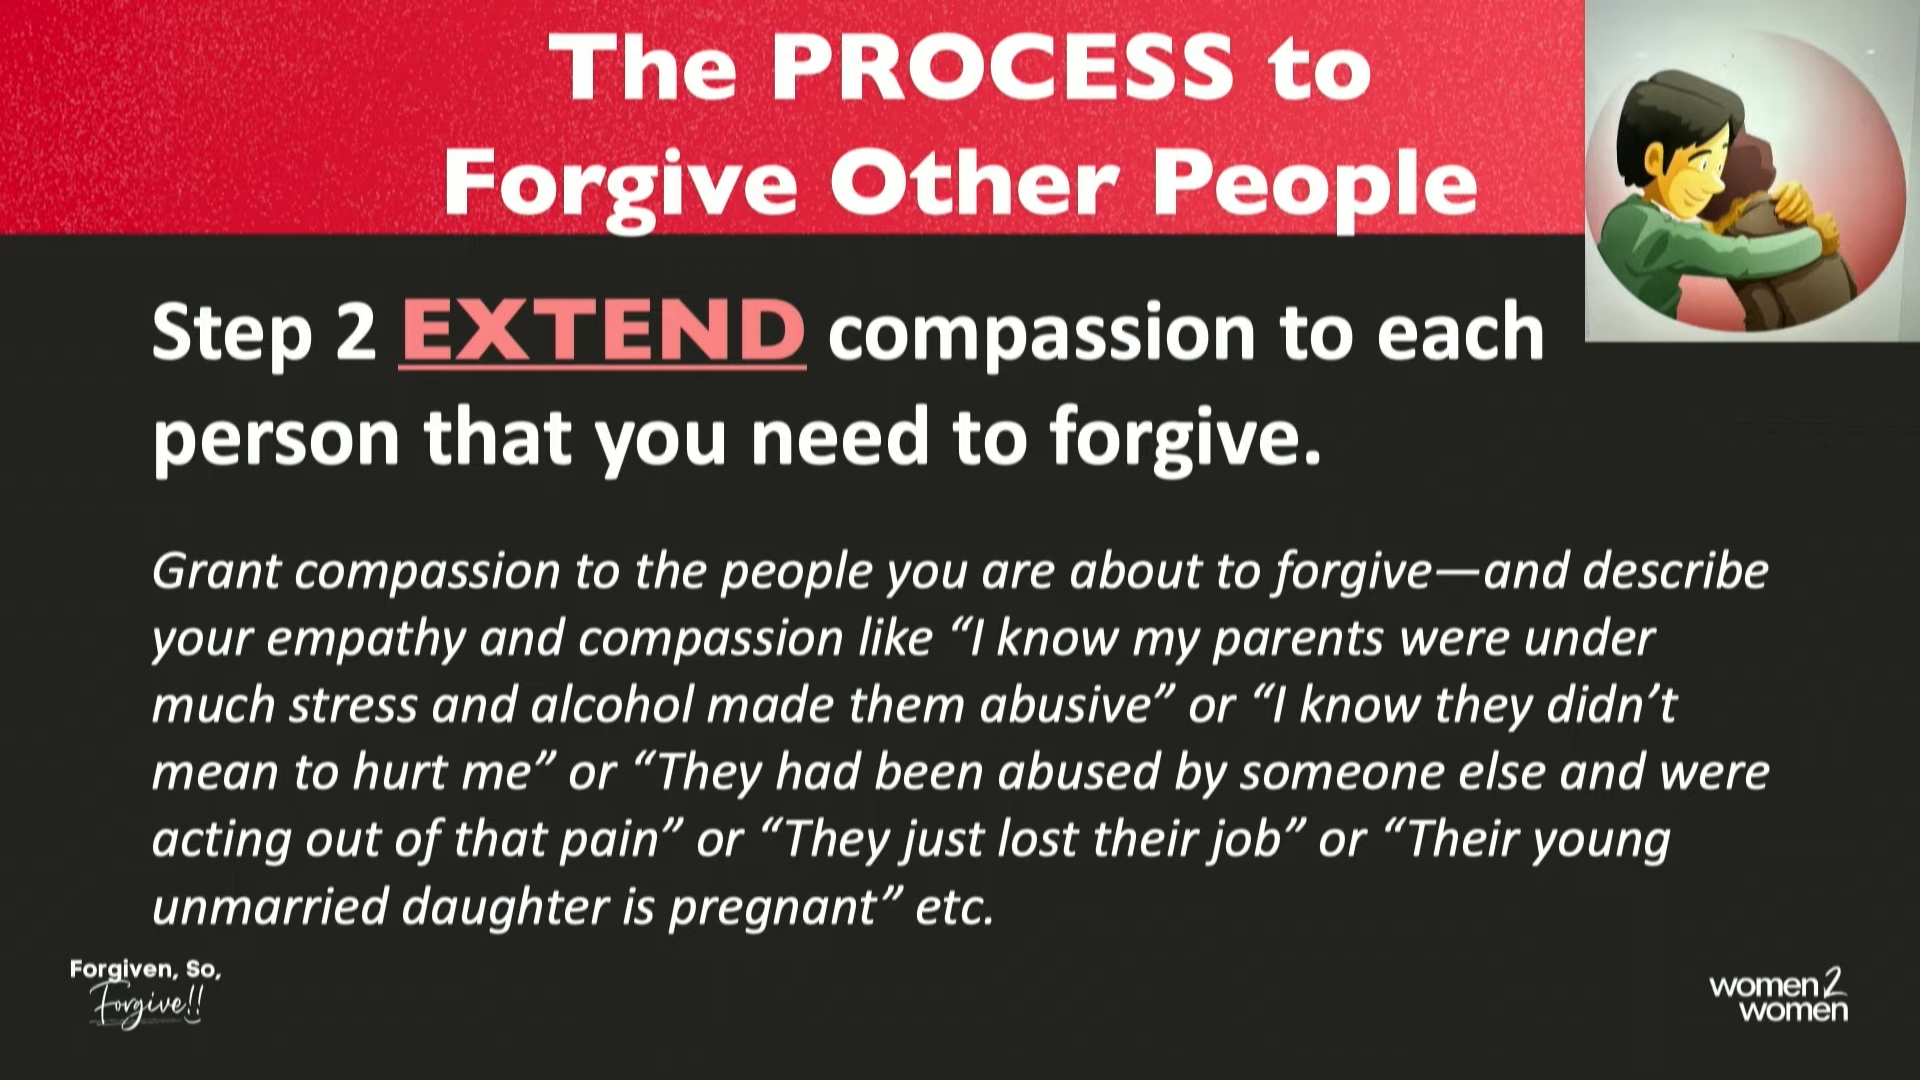 The PROCESS to
Forgive Other People
Step 2 EXTEND compassion to each
person that you need to forgive.
Grant compassion to the people you are about to forgive—and describe
your empathy and compassion like “I know my parents were under
much stress and alcohol made them abusive” or “I know they didn’t
mean to hurt me” or “They had been abused by someone else and were
acting out of that pain” or “They just lost their job” or “Their young
unmarried daughter is pregnant” etc.
Forgiven, So,
Forgive!!
women2
women